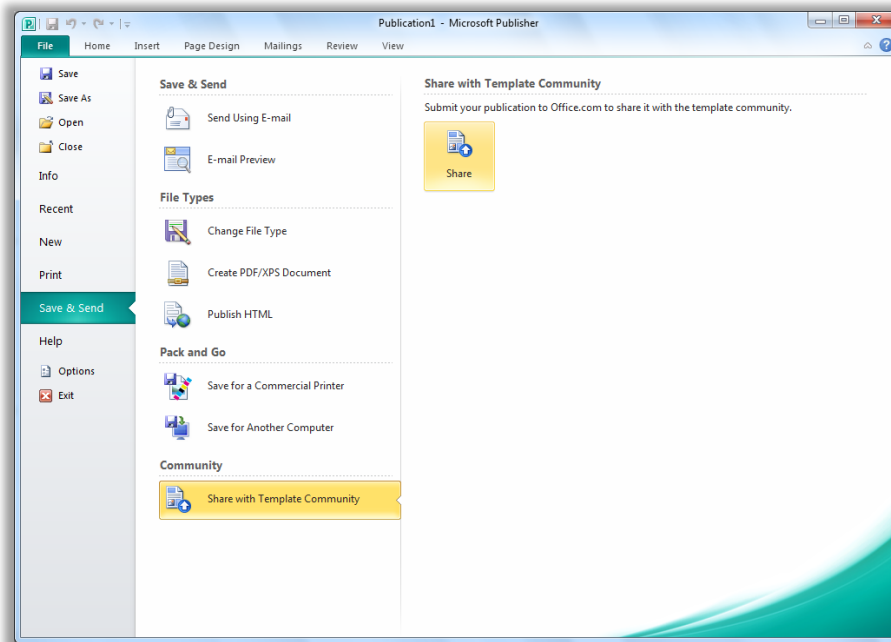 Publication1 - Microsoft Publisher
File Home Insert Page Design Mailings Review View
Save
Save As
Open
Close
Info
Recent
New
Print
Save & Send
Help
Options
Exit
Save & Send
Send Using E-mail
E-mail Preview
File Types
Change File Type
Create PDF/XPS Document
Publish HTML
Pack and Go
Save for a Commercial Printer
Save for Another Computer
Community
Share with Template Community
Share with Template Community
Submit your publication to Office.com to share it with the template community.
Share